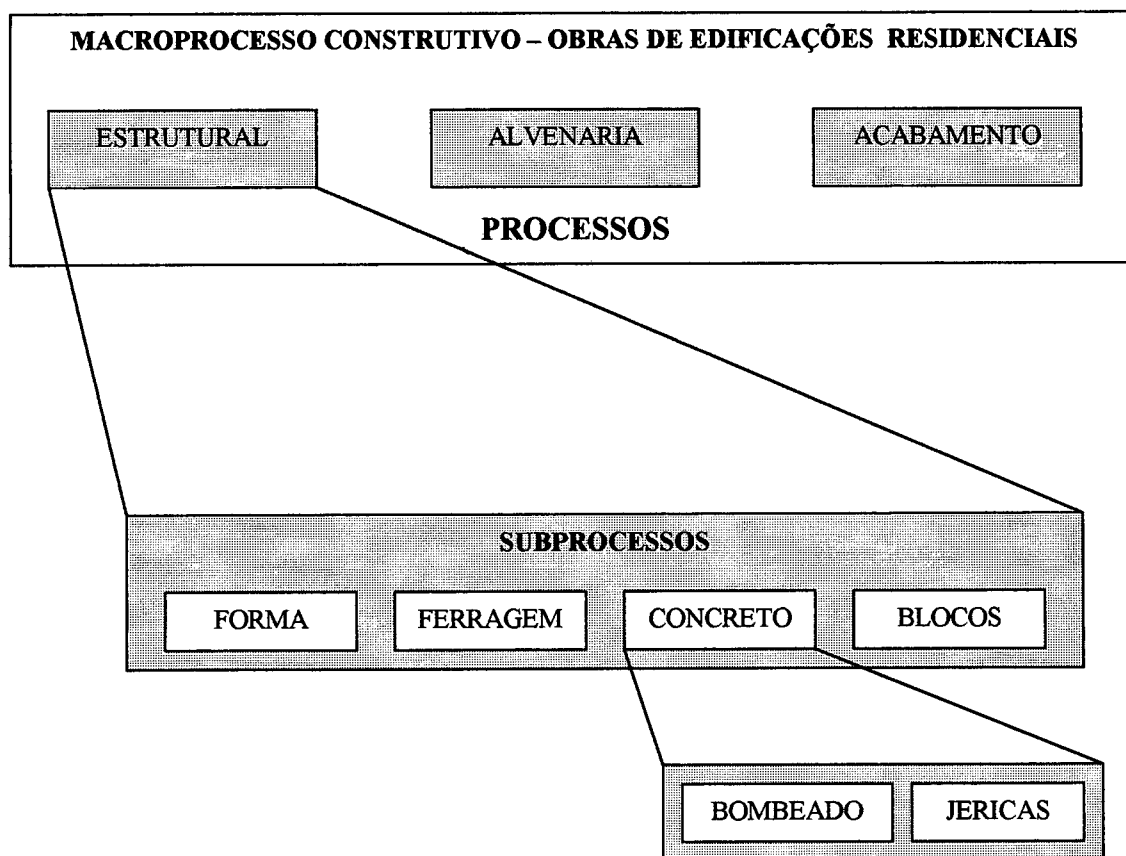 MACROPROCESSO CONSTRUTIVO – OBRAS DE EDIFICAÇÕES RESIDENCIAIS
ESTRUTURAL
ALVENARIA
ACABAMENTO
PROCESSOS
SUBPROCESSOS
FORMA
FERRAGEM
CONCRETO
BLOCOS
BOMBEADO
JERICAS